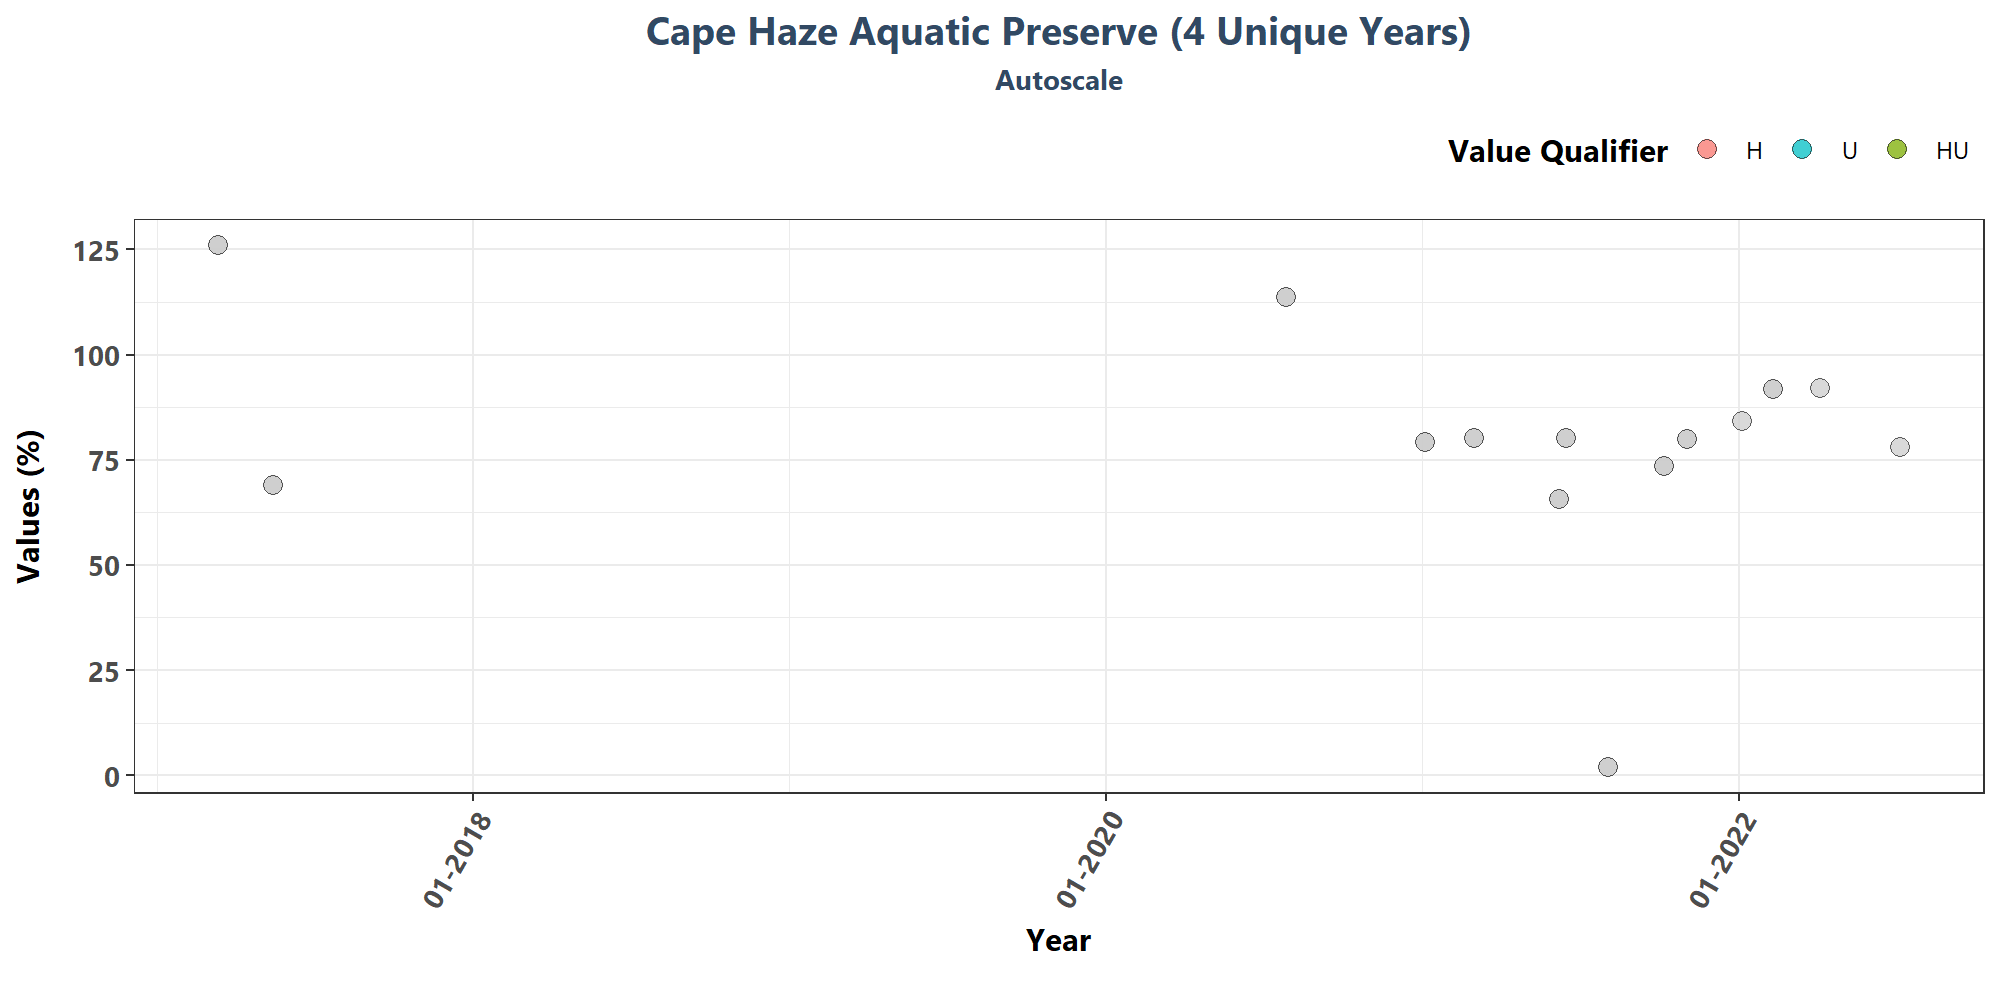 Cape Haze Aquatic Preserve (4 Unique Years)
Autoscale
Value Qualifier H U HU
Values (%)
125
100
75
50
25
0
01-2018 01-2020 01-2022
Year